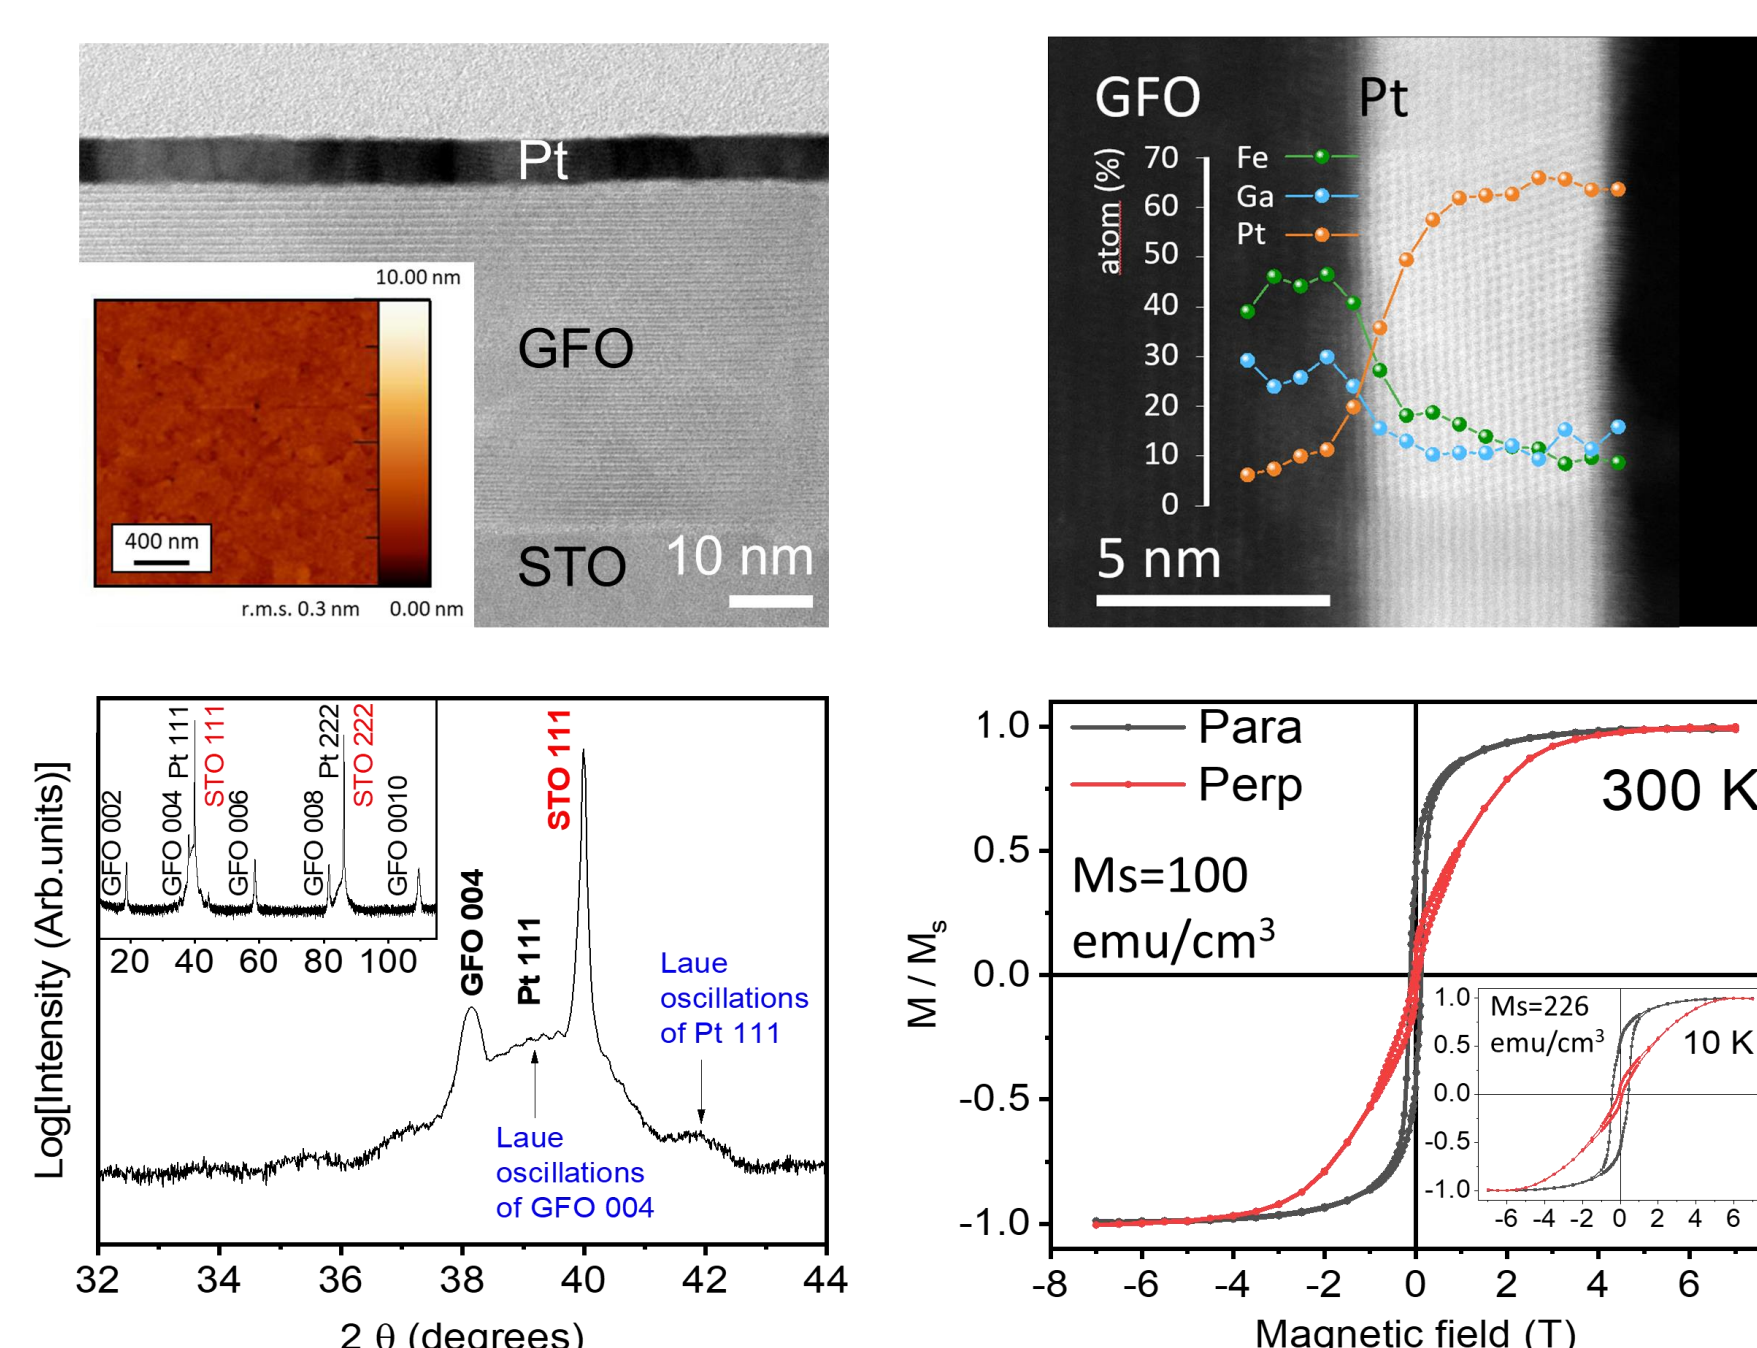 Pt
GFO
STO
10 nm
10.00 nm
400 nm
r.m.s. 0.3 nm
0.00 nm
GFO
Pt
atom (%)
70
60
50
40
30
20
10
0
Fe
Ga
Pt
5 nm
Log[Intensity (Arb.units)]
GFO 002
GFO 004
Pt 111
STO 111
GFO 006
GFO 008
Pt 222
STO 222
GFO 0010
20 40 60 80 100
GFO 004
Pt 111
STO 111
Laue
oscillations
of Pt 111
Laue
oscillations
of GFO 004
32 34 36 38 40 42 44
2 θ (degrees)
M / Ms
1.0
0.5
0.0
-0.5
-1.0
Para
Perp
300 K
Ms=100
emu/cm³
1.0
0.5
0.0
-0.5
-1.0
Ms=226
emu/cm³
10 K
-6 -4 -2 0 2 4 6
-8 -6 -4 -2 0 2 4 6
Magnetic field (T)